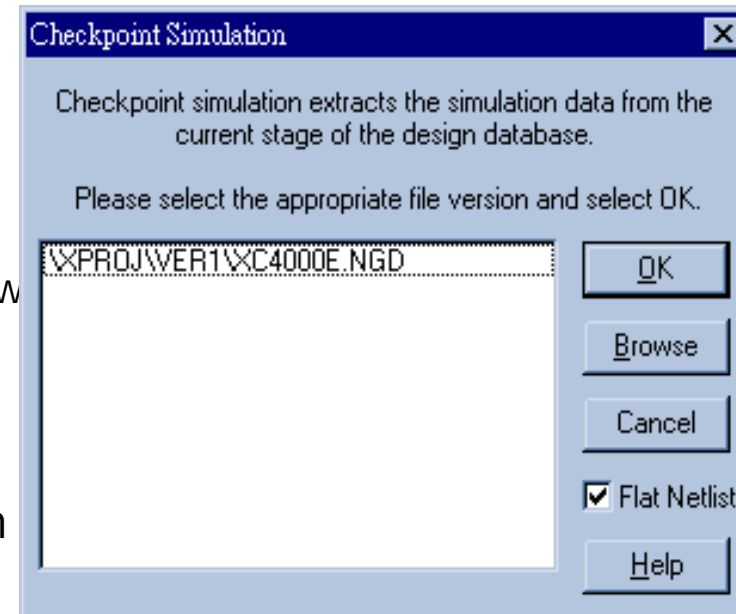 Checkpoint Simulation
Checkpoint simulation extracts the simulation data from the
current stage of the design database.
Please select the appropriate file version and select OK.
\XPROJ\VER1\XC4000E.NGD
OK
Browse
Cancel
Flat Netlist
Help